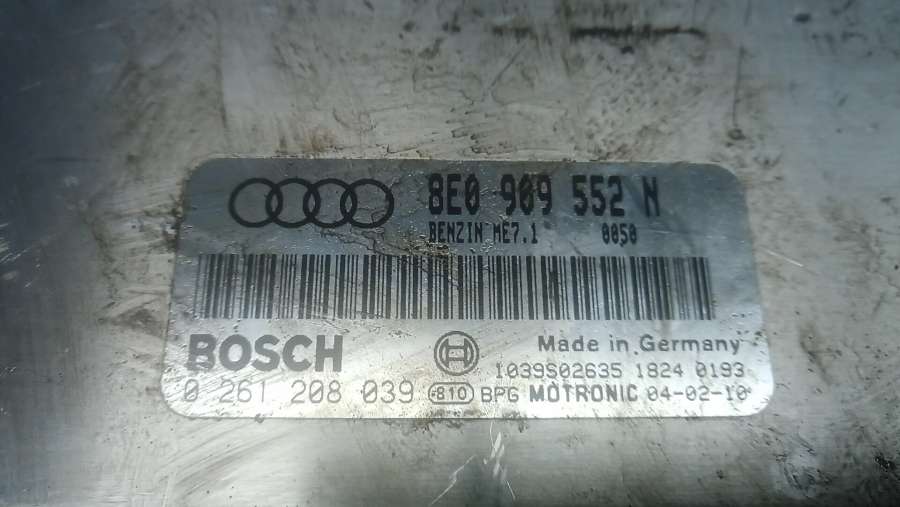 8E0 909 552 N
BENZIN ME7.1 0050
BOSCH Made in Germany
1039S02635 1824 0193
0 261 208 039 810 BPG MOTRONIC 04-02-10